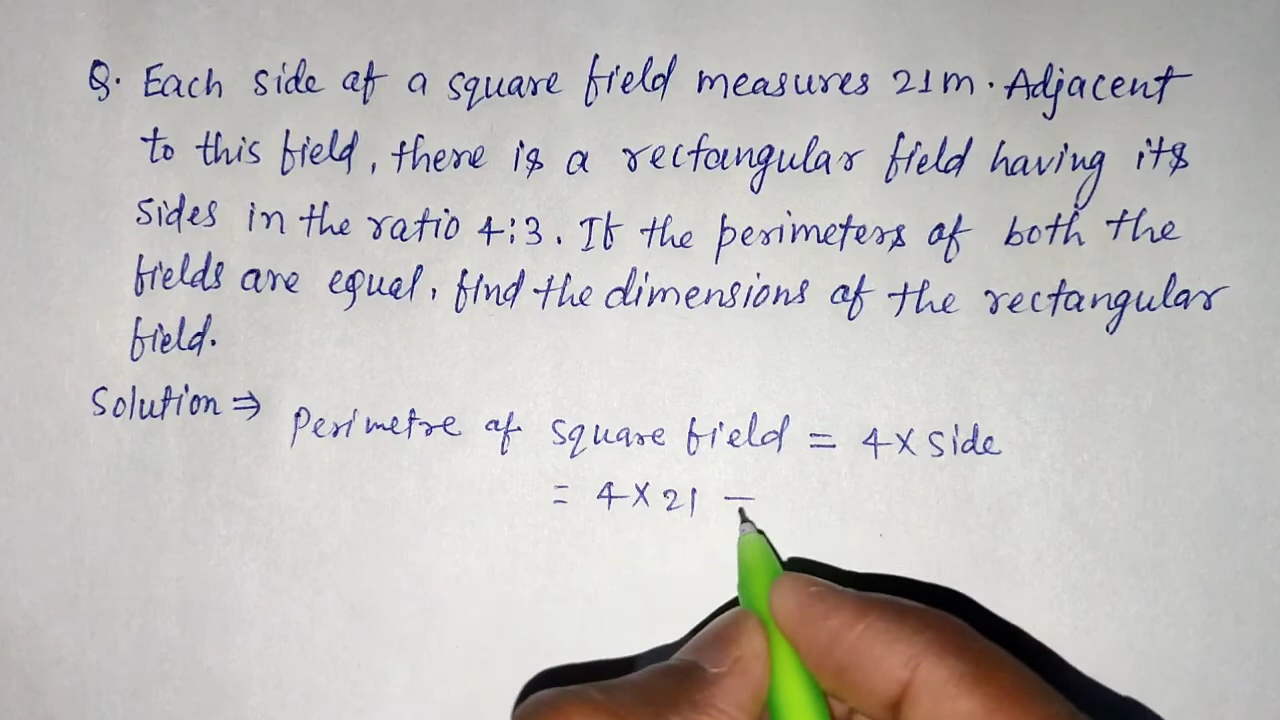 Q. Each side of a square field measures 21m. Adjacent
to this field, there is a rectangular field having its
sides in the ratio 4:3. If the perimeters of both the
fields are equal, find the dimensions of the rectangular
field.
Solution ⇒ Perimetre of square field = 4 × side
= 4 × 21 –